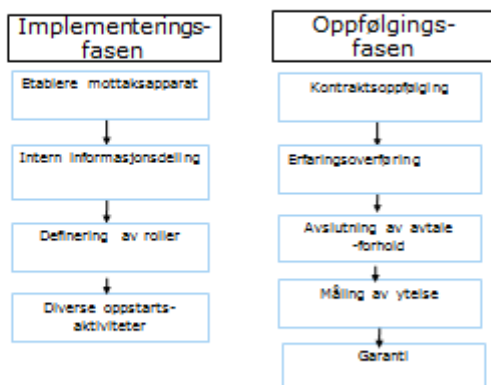 Implementerings-
fasen
Etablere mottaksapparat
Intern informasjonsdeling
Definering av roller
Diverse oppstarts-
aktiviteter
Oppfølgings-
fasen
Kontraktsoppfølging
Erfaringsoverføring
Avslutning av avtale
-forhold
Måling av ytelse
Garanti